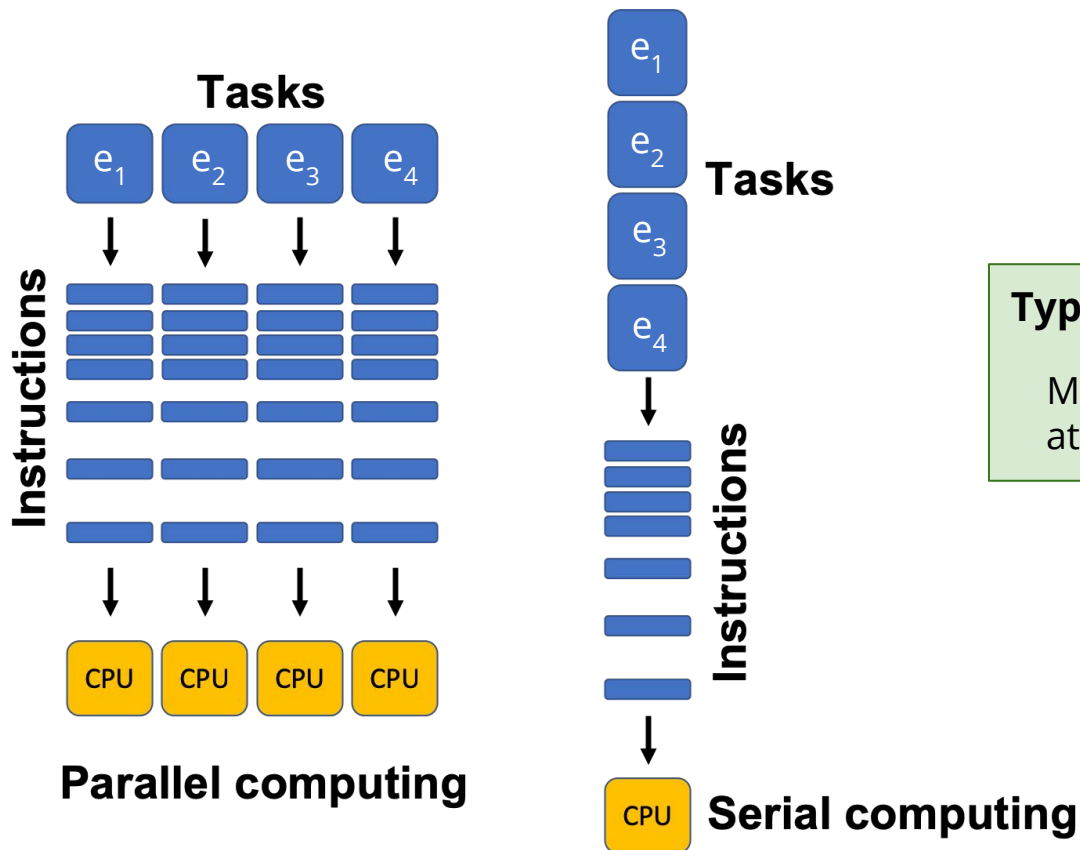 Tasks
e₁ e₂ e₃ e₄
Instructions
CPU CPU CPU CPU
Parallel computing
e₁
e₂
e₃
e₄
Tasks
Instructions
CPU
Serial computing